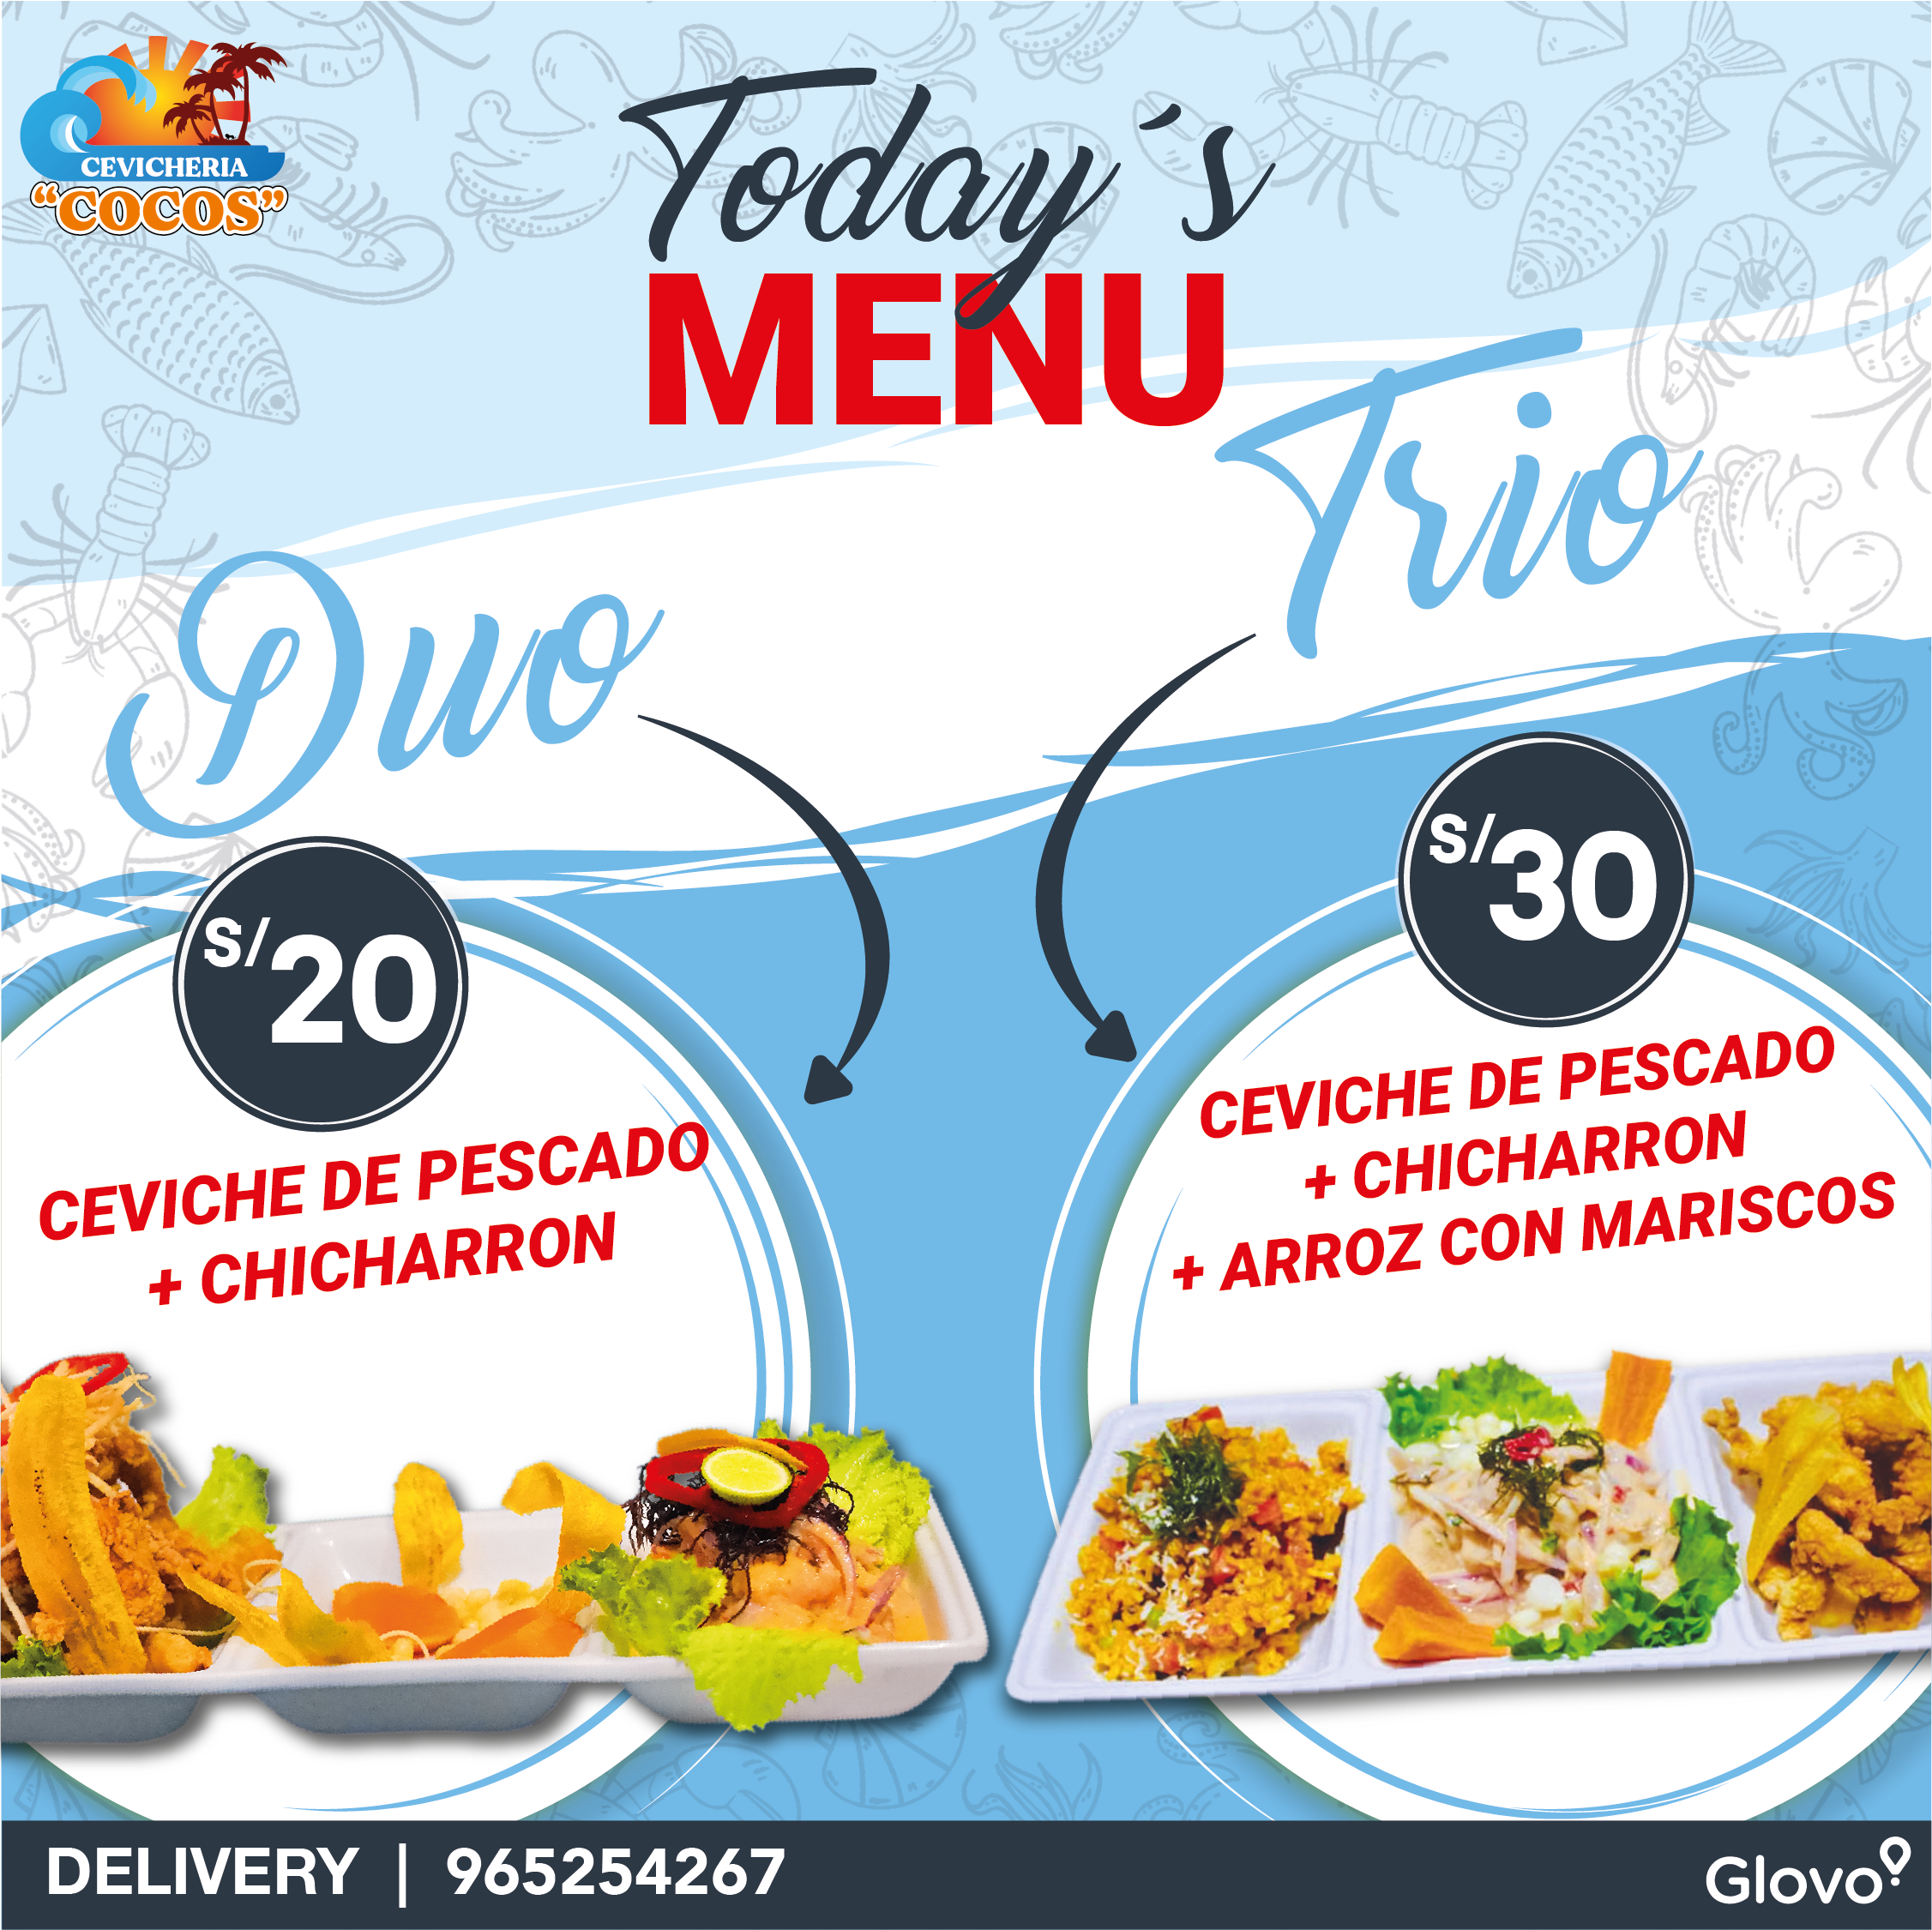 CEVICHERIA
"COCOS"
Today´s
MENU
Duo
S/20
CEVICHE DE PESCADO
+ CHICHARRON
Trio
S/30
CEVICHE DE PESCADO
+ CHICHARRON
+ ARROZ CON MARISCOS
DELIVERY | 965254267
Glovo